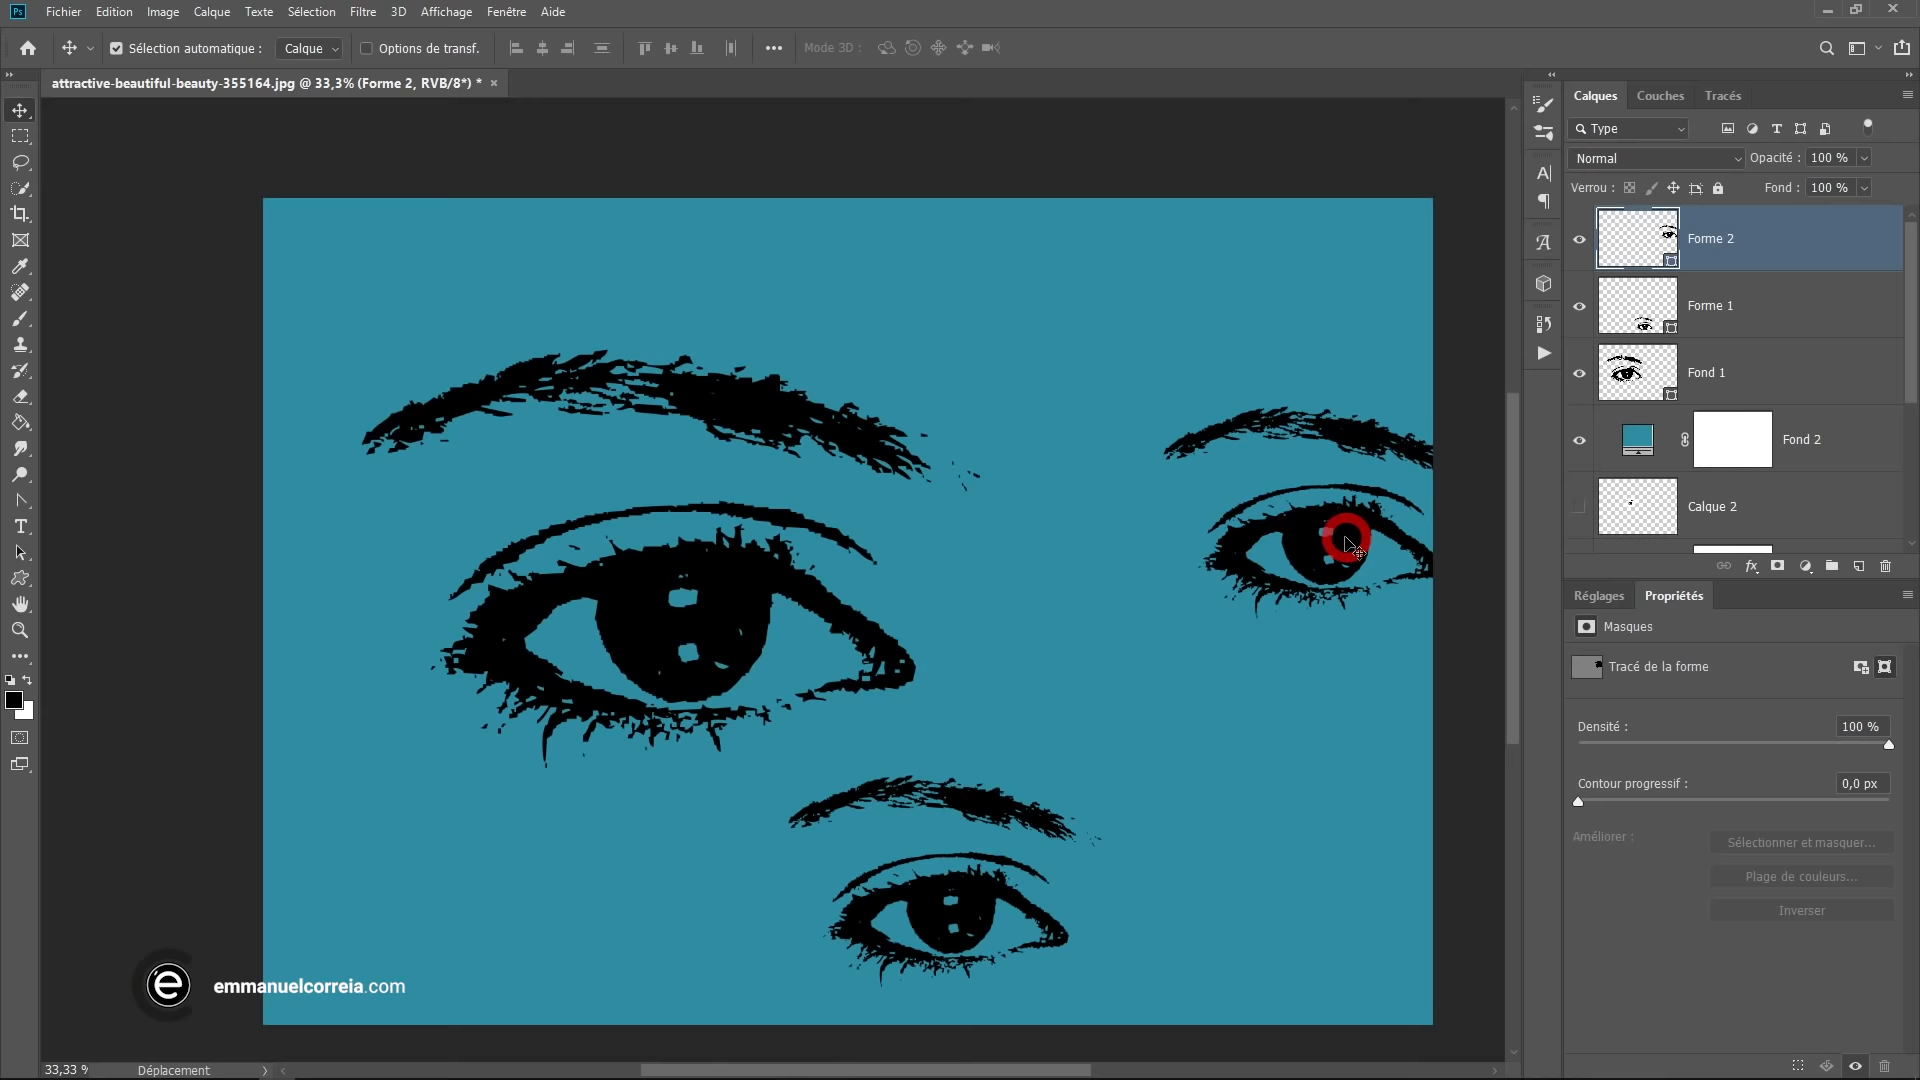 Ps Fichier Edition Image Calque Texte Sélection Filtre 3D Affichage Fenêtre Aide
Sélection automatique : Calque Options de transf. Mode 3D :
attractive-beautiful-beauty-355164.jpg @ 33,3% (Forme 2, RVB/8*) *
Calques Couches Tracés
Type
Normal Opacité : 100 %
Verrou : Fond : 100 %
Forme 2
Forme 1
Fond 1
Fond 2
Calque 2
fx
Réglages Propriétés
Masques
Tracé de la forme
Densité : 100 %
Contour progressif : 0,0 px
Améliorer : Sélectionner et masquer...
Plage de couleurs...
Inverser
e emmanuelcorreia.com
33,33 % Déplacement